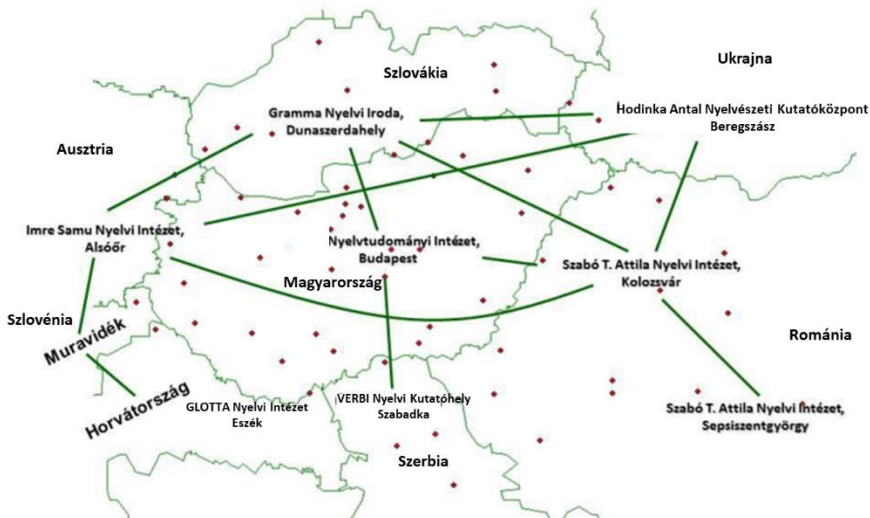 Ukrajna
Szlovákia
Hodinka Antal Nyelvészeti Kutatóközpont
Beregszász
Gramma Nyelvi Iroda,
Dunaszerdahely
Ausztria
Imre Samu Nyelvi Intézet,
Alsóőr
Nyelvtudományi Intézet,
Budapest
Szabó T. Attila Nyelvi Intézet,
Kolozsvár
Magyarország
Szlovénia
Muravidék
Románia
Horvátország
GLOTTA Nyelvi Intézet
Eszék
VERBI Nyelvi Kutatóhely
Szabadka
Szabó T. Attila Nyelvi Intézet,
Sepsiszentgyörgy
Szerbia